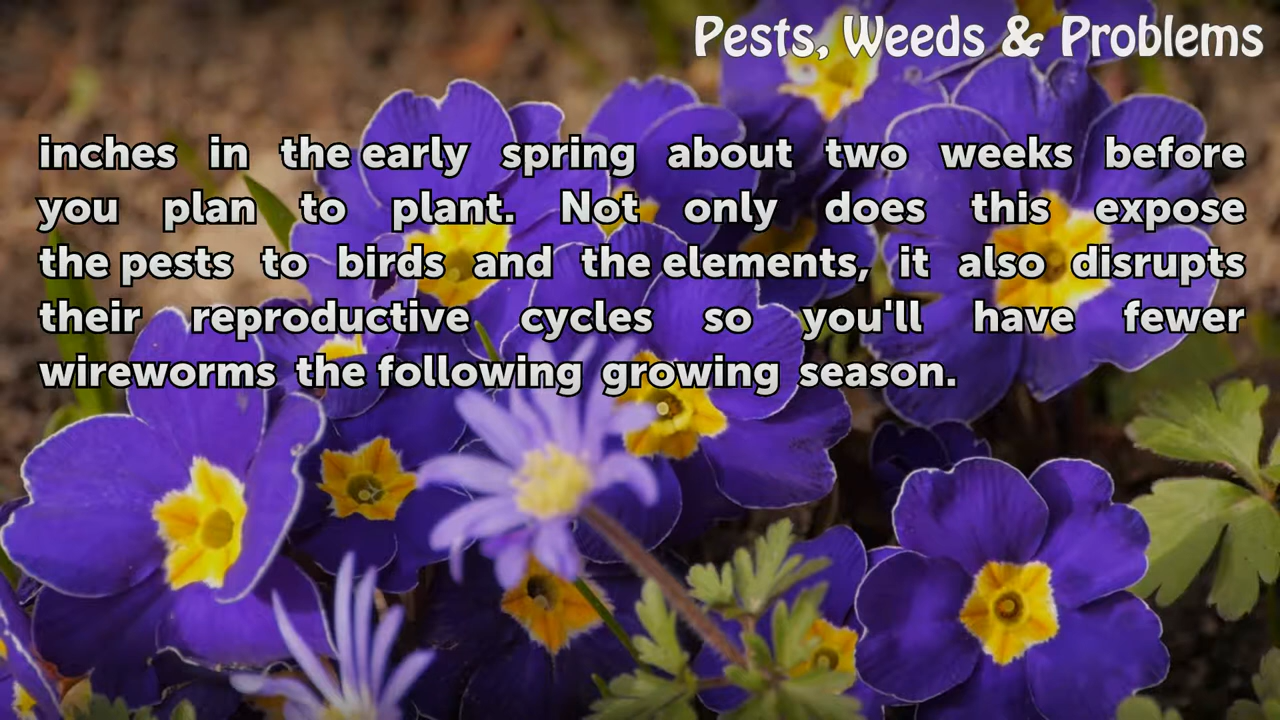 Pests, Weeds & Problems
inches in the early spring about two weeks before
you plan to plant. Not only does this expose
the pests to birds and the elements, it also disrupts
their reproductive cycles so you'll have fewer
wireworms the following growing season.